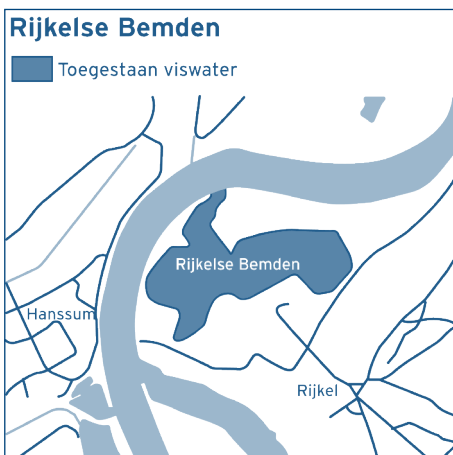 Rijkelse Bemden
Toegestaan viswater
Rijkelse Bemden
Hanssum
Rijkel